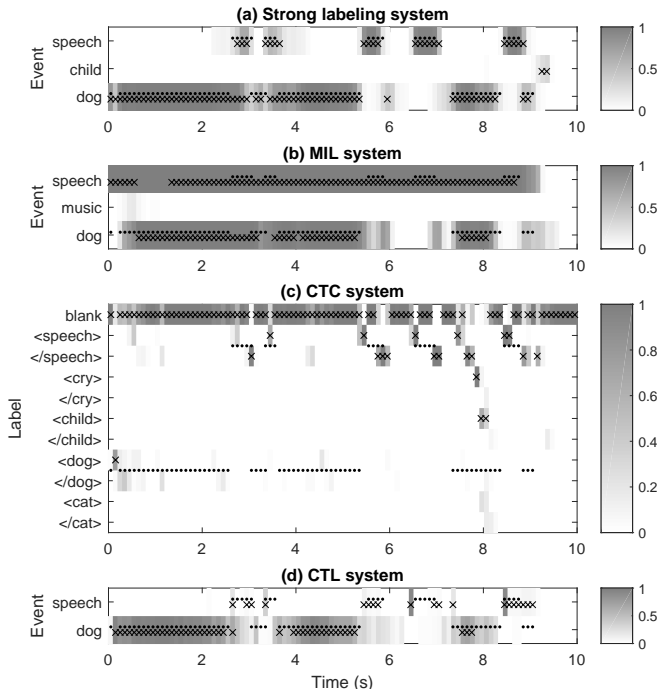 (a) Strong labeling system
Event
speech
child
dog
0 2 4 6 8 10
1
0.5
0
(b) MIL system
Event
speech
music
dog
0 2 4 6 8 10
1
0.5
0
(c) CTC system
Label
blank
<speech>
</speech>
<cry>
</cry>
<child>
</child>
<dog>
</dog>
<cat>
</cat>
0 2 4 6 8 10
1
0.8
0.6
0.4
0.2
0
(d) CTL system
Event
speech
dog
0 2 4 6 8 10
1
0.5
0
Time (s)